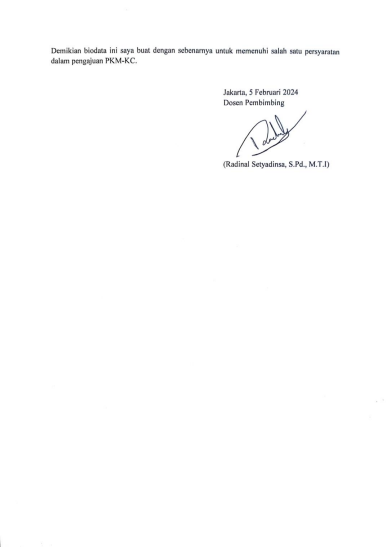 Demikian biodata ini saya buat dengan sebenarnya untuk memenuhi salah satu persyaratan
dalam pengajuan PKM-KC.
Jakarta, 5 Februari 2024
Dosen Pembimbing
(Radinal Setyadinsa, S.Pd., M.T.I)